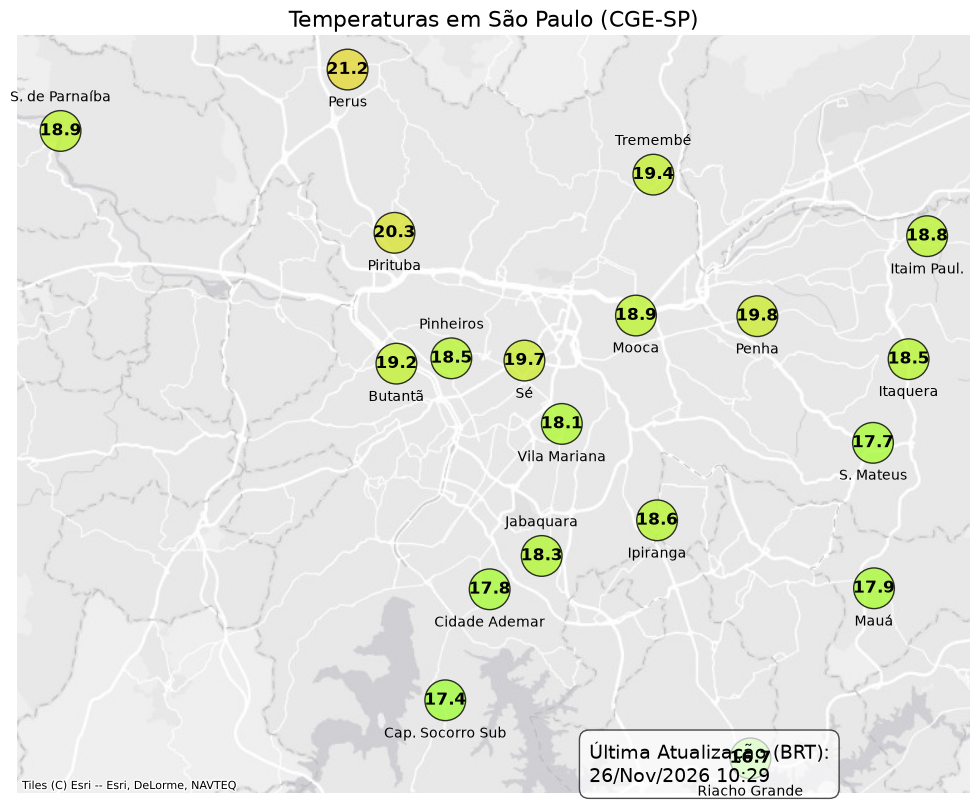 Temperaturas em São Paulo (CGE-SP)
21.2
Perus
S. de Parnaíba
18.9
Tremembé
19.4
20.3
Pirituba
18.8
Itaim Paul.
18.9
Mooca
19.8
Penha
Pinheiros
18.5
19.2
Butantã
19.7
Sé
18.5
Itaquera
18.1
Vila Mariana
17.7
S. Mateus
18.6
Ipiranga
Jabaquara
18.3
17.8
Cidade Ademar
17.9
Mauá
17.4
Cap. Socorro Sub
Última Atualização (BRT):
26/Nov/2026 10:29
16.7
Riacho Grande
Tiles (C) Esri -- Esri, DeLorme, NAVTEQ